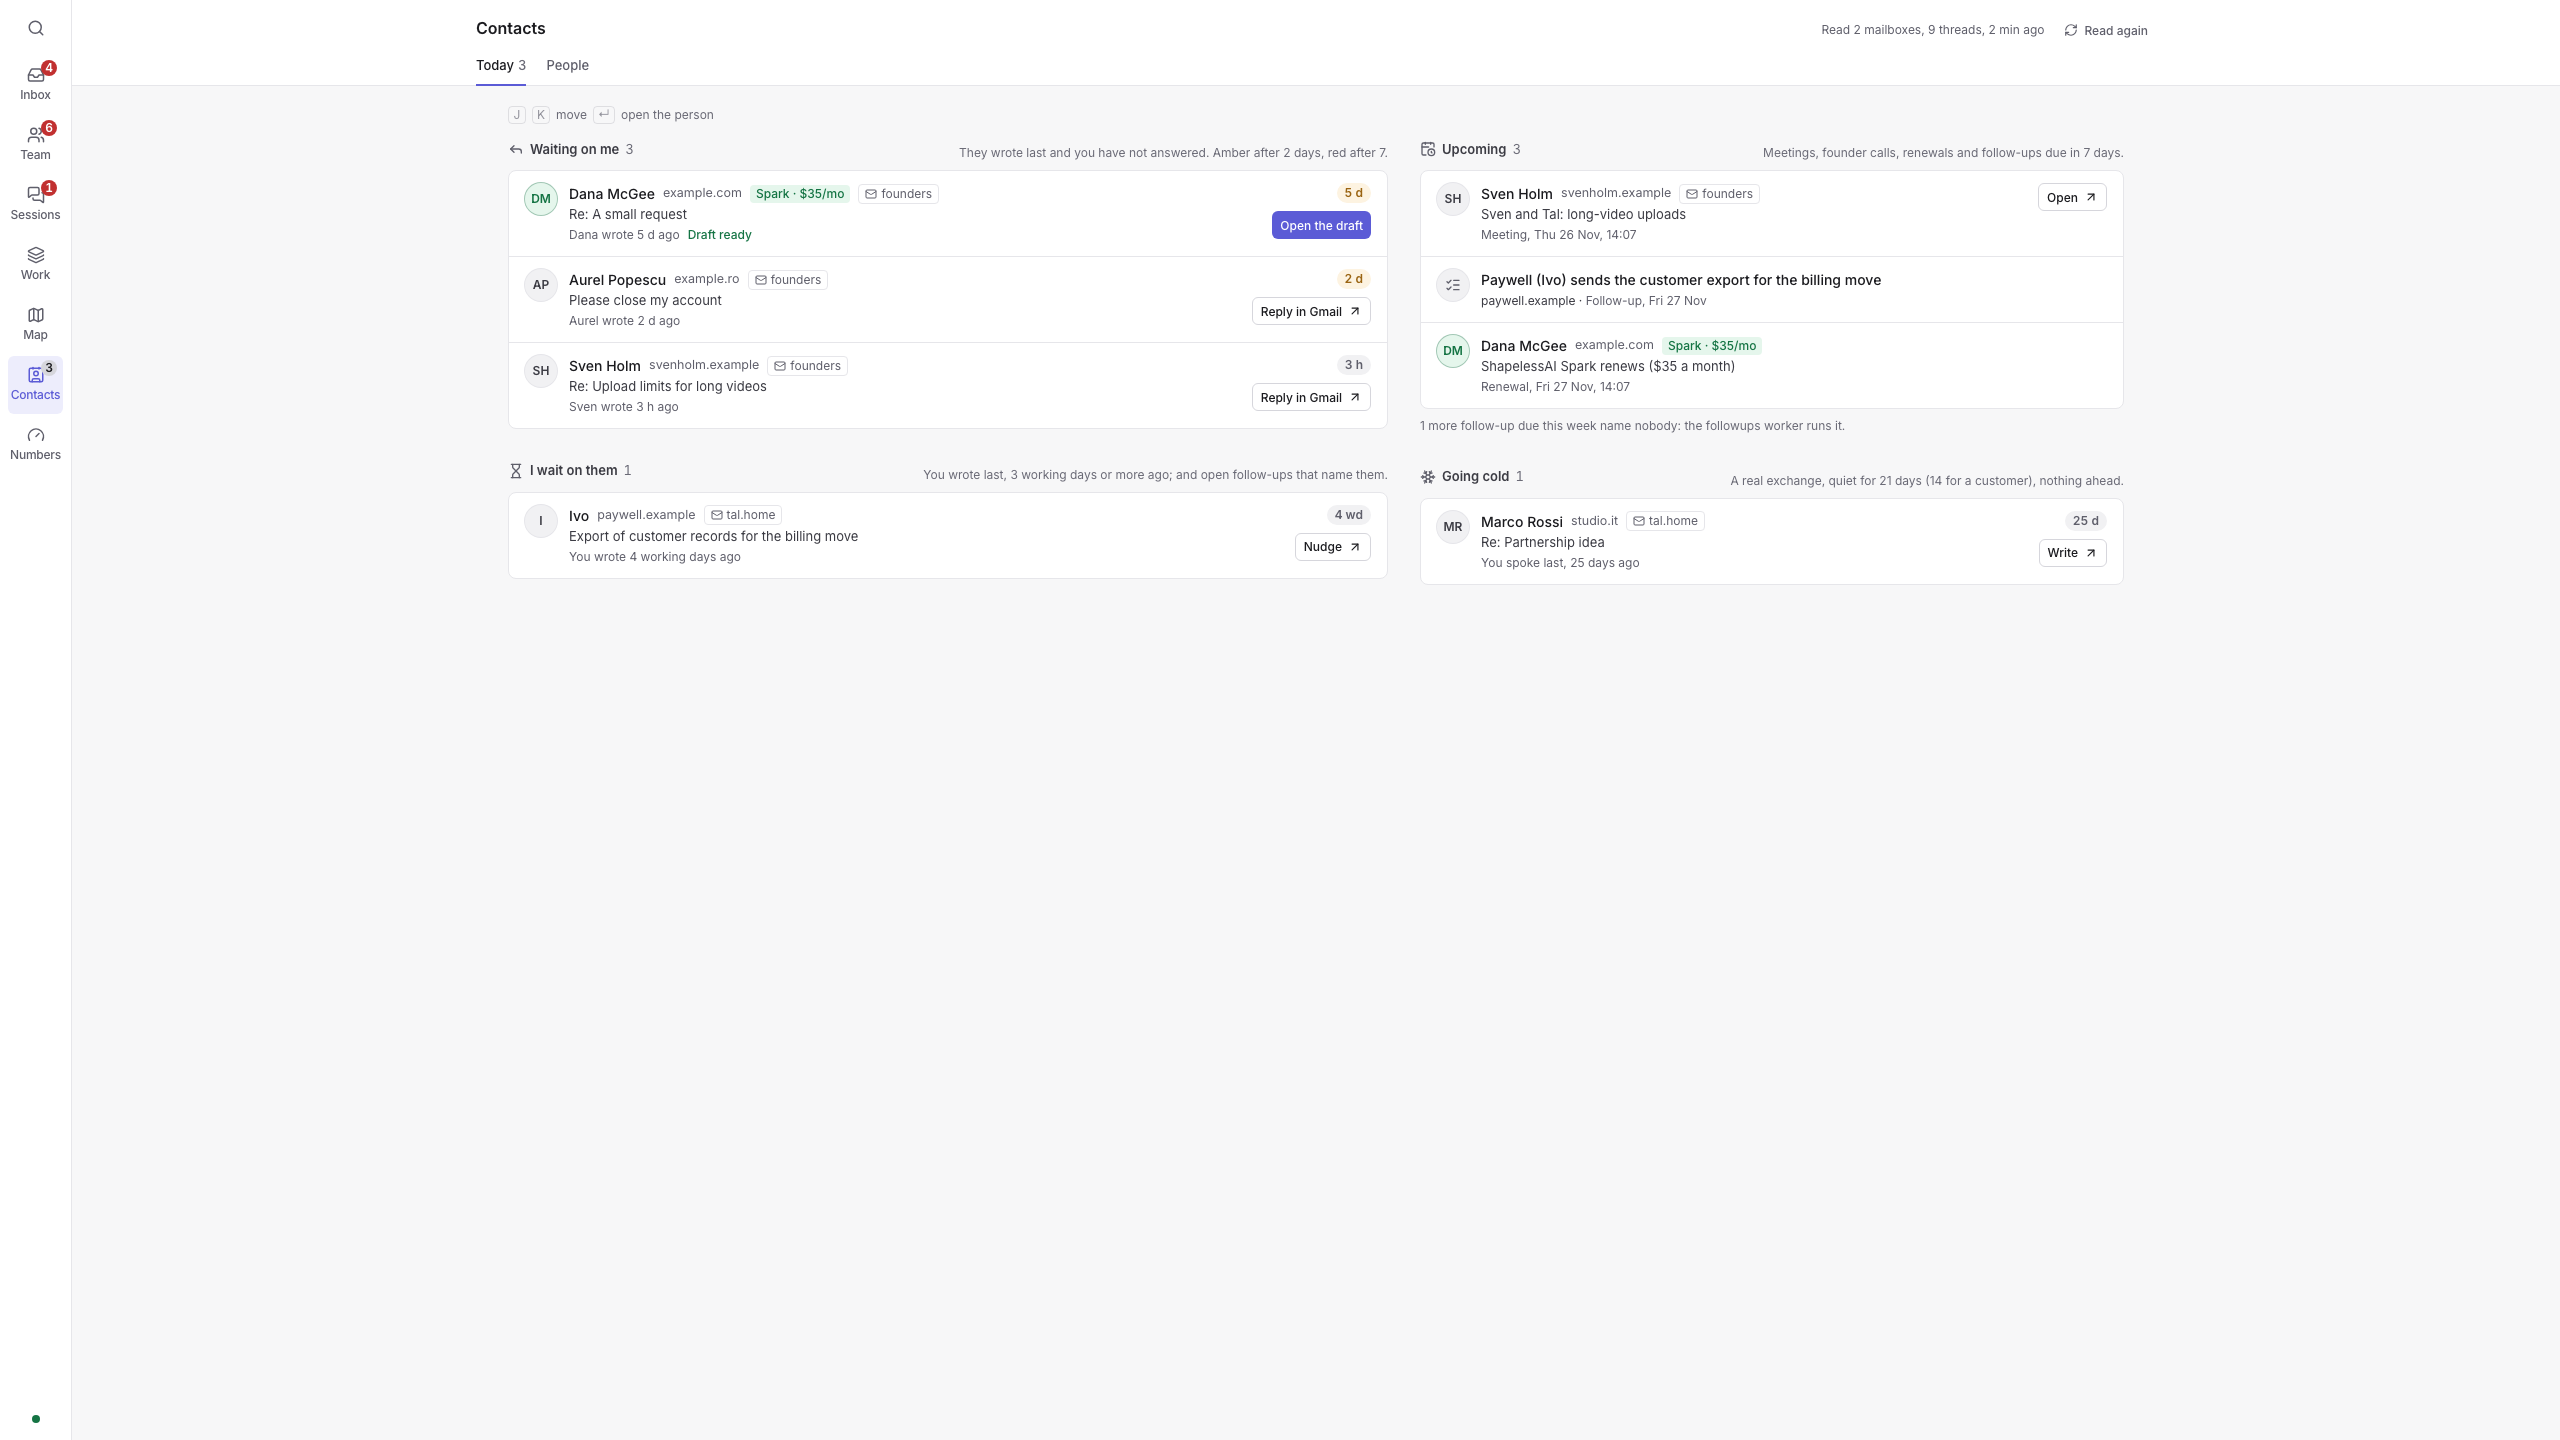 Inbox 4
Team 6
Sessions 1
Work
Map
Contacts 3
Numbers
Contacts
Read 2 mailboxes, 9 threads, 2 min ago
Read again
Today 3
People
J K move open the person
Waiting on me 3
They wrote last and you have not answered. Amber after 2 days, red after 7.
DM Dana McGee example.com Spark · $35/mo founders 5 d
Re: A small request
Dana wrote 5 d ago Draft ready
Open the draft
AP Aurel Popescu example.ro founders 2 d
Please close my account
Aurel wrote 2 d ago
Reply in Gmail
SH Sven Holm svenholm.example founders 3 h
Re: Upload limits for long videos
Sven wrote 3 h ago
Reply in Gmail
I wait on them 1
You wrote last, 3 working days or more ago; and open follow-ups that name them.
I Ivo paywell.example tal.home 4 wd
Export of customer records for the billing move
You wrote 4 working days ago
Nudge
Upcoming 3
Meetings, founder calls, renewals and follow-ups due in 7 days.
SH Sven Holm svenholm.example founders
Open
Sven and Tal: long-video uploads
Meeting, Thu 26 Nov, 14:07
Paywell (Ivo) sends the customer export for the billing move
paywell.example · Follow-up, Fri 27 Nov
DM Dana McGee example.com Spark · $35/mo
ShapelessAI Spark renews ($35 a month)
Renewal, Fri 27 Nov, 14:07
1 more follow-up due this week name nobody: the followups worker runs it.
Going cold 1
A real exchange, quiet for 21 days (14 for a customer), nothing ahead.
MR Marco Rossi studio.it tal.home 25 d
Re: Partnership idea
You spoke last, 25 days ago
Write